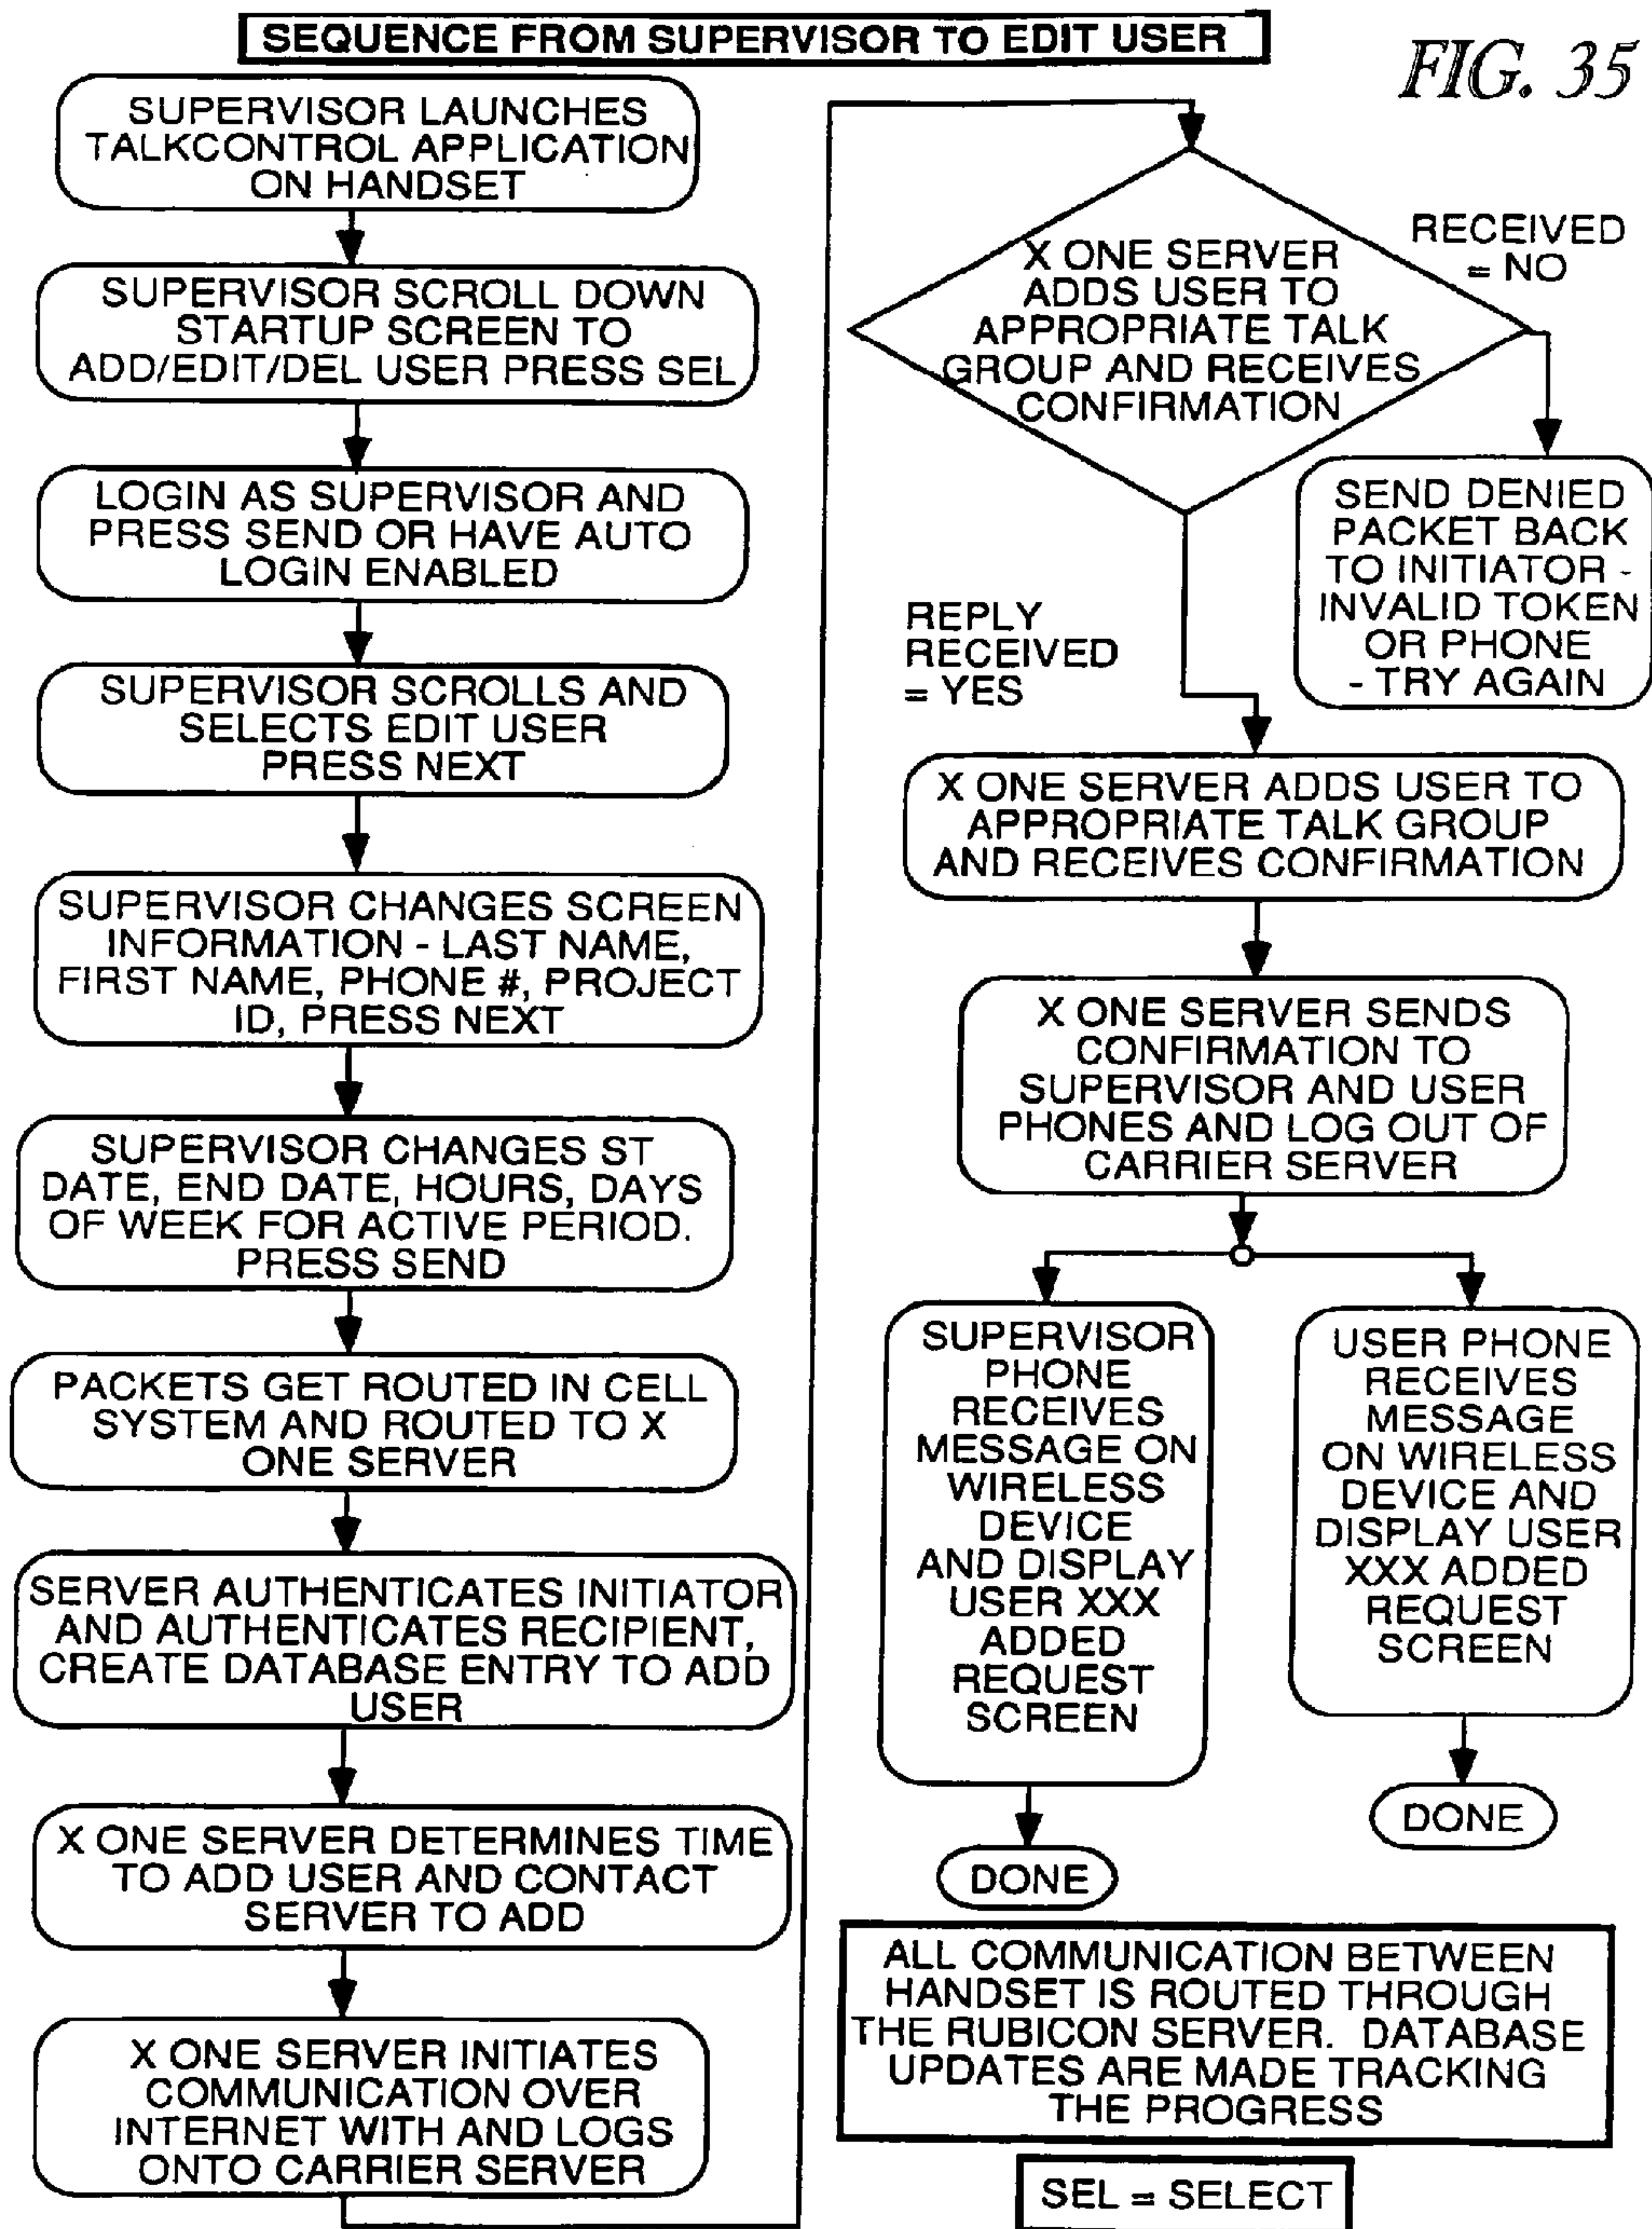 SEQUENCE FROM SUPERVISOR TO EDIT USER
FIG. 35
SUPERVISOR LAUNCHES
TALKCONTROL APPLICATION
ON HANDSET
SUPERVISOR SCROLL DOWN
STARTUP SCREEN TO
ADD/EDIT/DEL USER PRESS SEL
LOGIN AS SUPERVISOR AND
PRESS SEND OR HAVE AUTO
LOGIN ENABLED
SUPERVISOR SCROLLS AND
SELECTS EDIT USER
PRESS NEXT
SUPERVISOR CHANGES SCREEN
INFORMATION - LAST NAME,
FIRST NAME, PHONE #, PROJECT
ID, PRESS NEXT
SUPERVISOR CHANGES ST
DATE, END DATE, HOURS, DAYS
OF WEEK FOR ACTIVE PERIOD.
PRESS SEND
PACKETS GET ROUTED IN CELL
SYSTEM AND ROUTED TO X
ONE SERVER
SERVER AUTHENTICATES INITIATOR
AND AUTHENTICATES RECIPIENT,
CREATE DATABASE ENTRY TO ADD
USER
X ONE SERVER DETERMINES TIME
TO ADD USER AND CONTACT
SERVER TO ADD
X ONE SERVER INITIATES
COMMUNICATION OVER
INTERNET WITH AND LOGS
ONTO CARRIER SERVER
X ONE SERVER
ADDS USER TO
APPROPRIATE TALK
GROUP AND RECEIVES
CONFIRMATION
RECEIVED
= NO
SEND DENIED
PACKET BACK
TO INITIATOR -
INVALID TOKEN
OR PHONE
- TRY AGAIN
REPLY
RECEIVED
= YES
X ONE SERVER ADDS USER TO
APPROPRIATE TALK GROUP
AND RECEIVES CONFIRMATION
X ONE SERVER SENDS
CONFIRMATION TO
SUPERVISOR AND USER
PHONES AND LOG OUT OF
CARRIER SERVER
SUPERVISOR
PHONE
RECEIVES
MESSAGE ON
WIRELESS
DEVICE
AND DISPLAY
USER XXX
ADDED
REQUEST
SCREEN
DONE
USER PHONE
RECEIVES
MESSAGE
ON WIRELESS
DEVICE AND
DISPLAY USER
XXX ADDED
REQUEST
SCREEN
DONE
ALL COMMUNICATION BETWEEN
HANDSET IS ROUTED THROUGH
THE RUBICON SERVER. DATABASE
UPDATES ARE MADE TRACKING
THE PROGRESS
SEL = SELECT